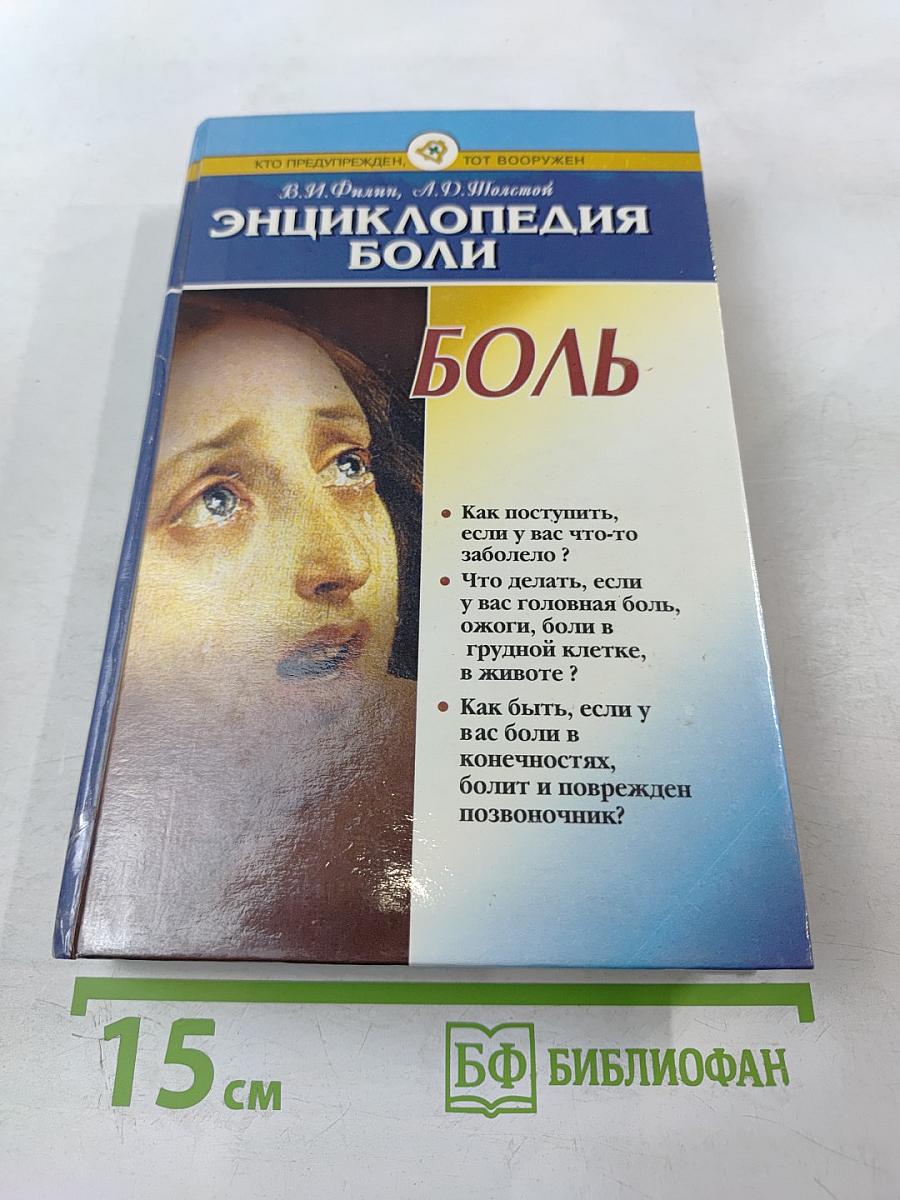 КТО ПРЕДУПРЕЖДЕН, ТОТ ВООРУЖЕН
В.И.Филин, А.Д.Толстой
ЭНЦИКЛОПЕДИЯ
БОЛИ
БОЛЬ
• Как поступить,
если у вас что-то
заболело ?
• Что делать, если
у вас головная боль,
ожоги, боли в
грудной клетке,
в животе ?
• Как быть, если у
вас боли в
конечностях,
болит и поврежден
позвоночник?
15 см
БФ БИБЛИОФАН